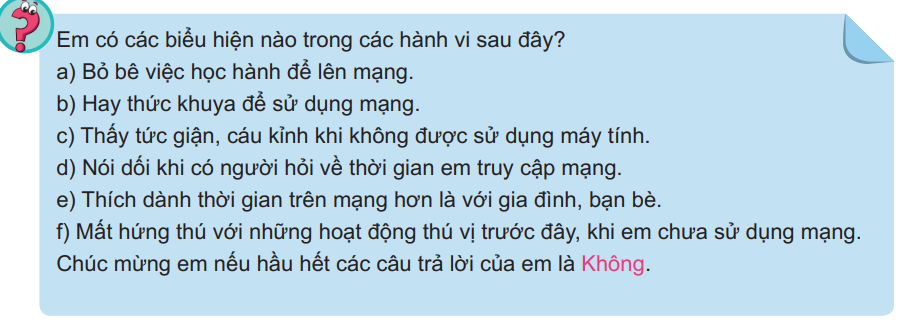 Em có các biểu hiện nào trong các hành vi sau đây?
a) Bỏ bê việc học hành để lên mạng.
b) Hay thức khuya để sử dụng mạng.
c) Thấy tức giận, cáu kỉnh khi không được sử dụng máy tính.
d) Nói dối khi có người hỏi về thời gian em truy cập mạng.
e) Thích dành thời gian trên mạng hơn là với gia đình, bạn bè.
f) Mất hứng thú với những hoạt động thú vị trước đây, khi em chưa sử dụng mạng.
Chúc mừng em nếu hầu hết các câu trả lời của em là Không.